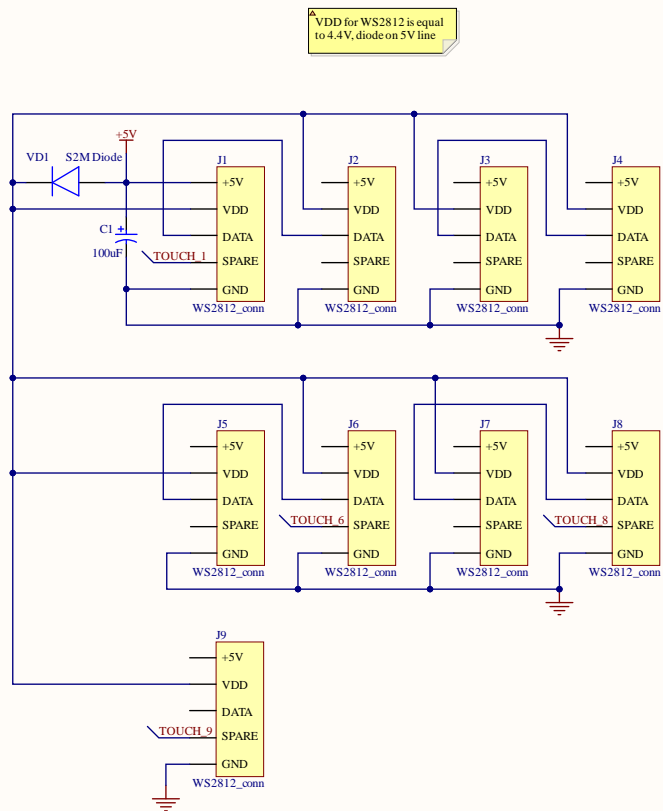 VDD for WS2812 is equal
to 4.4V, diode on 5V line
+5V
VD1 S2M Diode
C1
100uF
J1
+5V
VDD
DATA
TOUCH_1 SPARE
GND
WS2812_conn
J2
+5V
VDD
DATA
SPARE
GND
WS2812_conn
J3
+5V
VDD
DATA
SPARE
GND
WS2812_conn
J4
+5V
VDD
DATA
SPARE
GND
WS2812_conn
J5
+5V
VDD
DATA
SPARE
GND
WS2812_conn
J6
+5V
VDD
DATA
TOUCH_6 SPARE
GND
WS2812_conn
J7
+5V
VDD
DATA
SPARE
GND
WS2812_conn
J8
+5V
VDD
DATA
TOUCH_8 SPARE
GND
WS2812_conn
J9
+5V
VDD
DATA
TOUCH_9 SPARE
GND
WS2812_conn